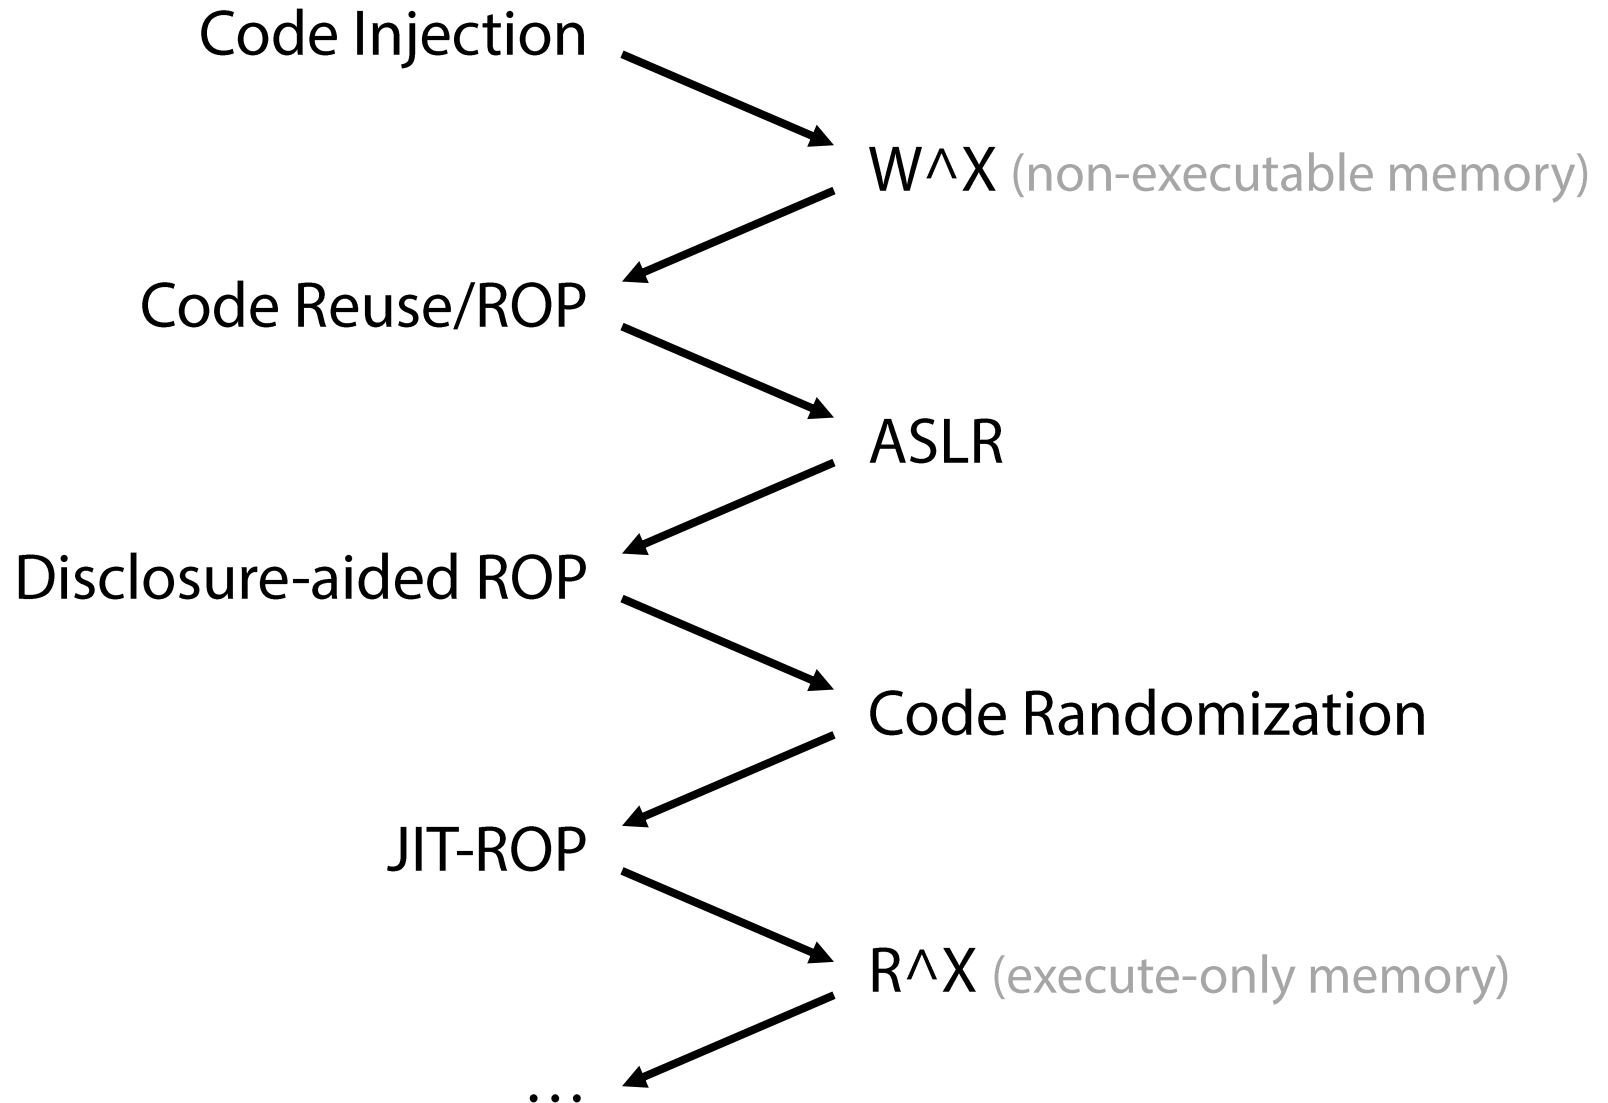 Code Injection
W^X (non-executable memory)
Code Reuse/ROP
ASLR
Disclosure-aided ROP
Code Randomization
JIT-ROP
R^X (execute-only memory)
...